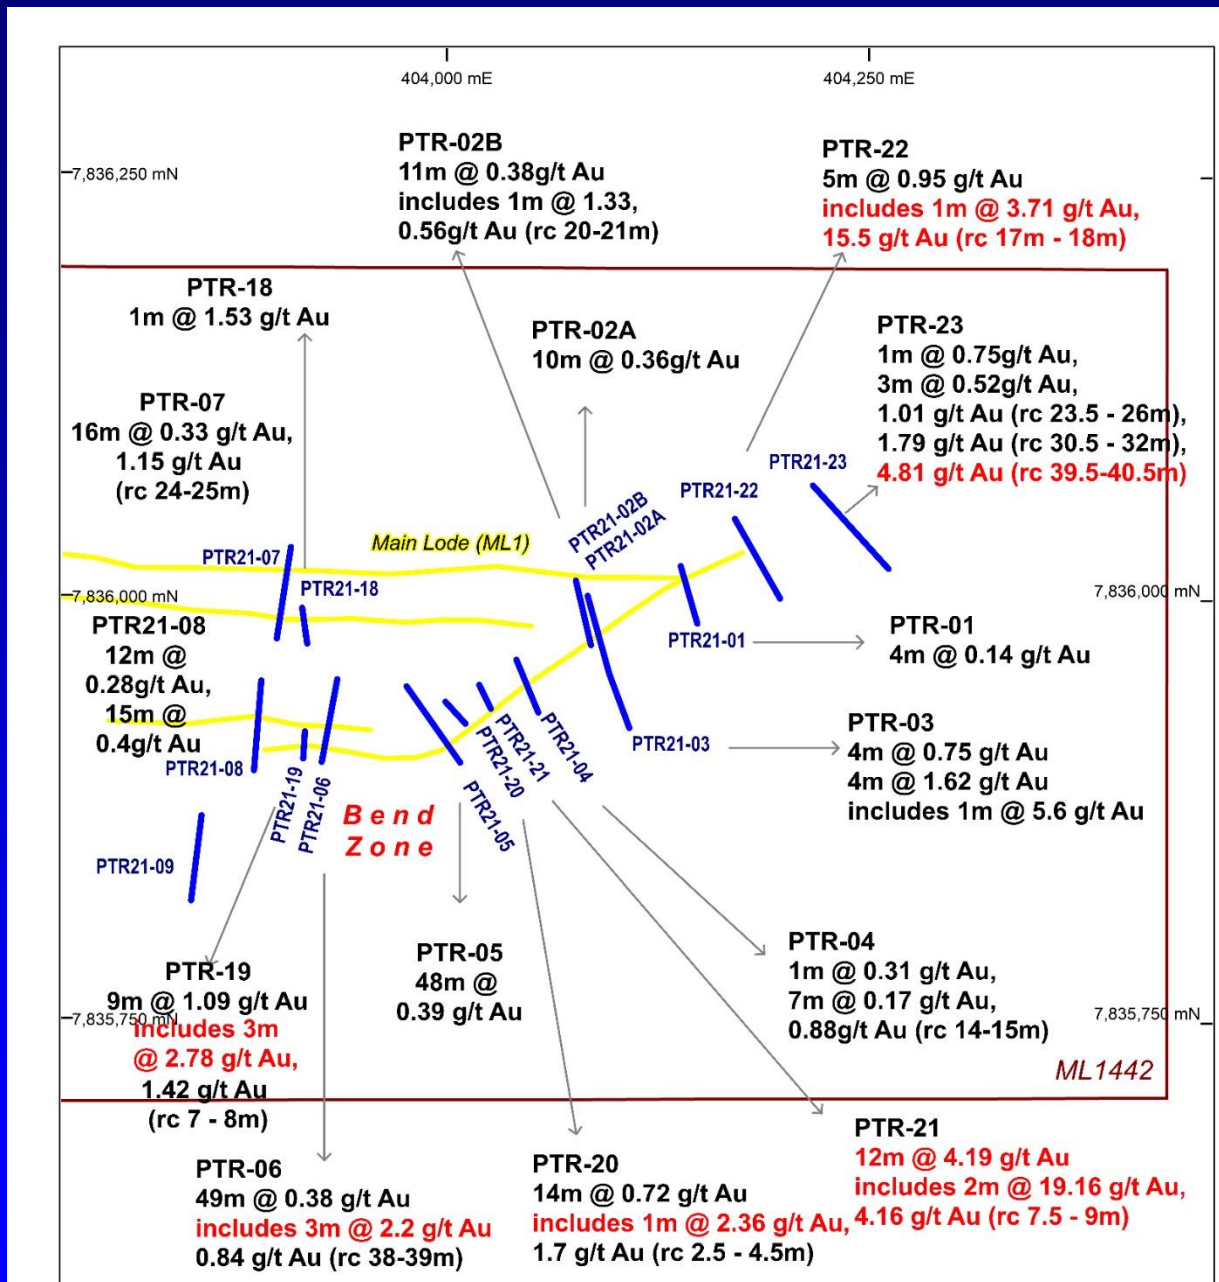 404,000 mE
404,250 mE
7,836,250 mN
PTR-02B
11m @ 0.38g/t Au
includes 1m @ 1.33,
0.56g/t Au (rc 20-21m)
PTR-22
5m @ 0.95 g/t Au
includes 1m @ 3.71 g/t Au,
15.5 g/t Au (rc 17m - 18m)
PTR-18
1m @ 1.53 g/t Au
PTR-02A
10m @ 0.36g/t Au
PTR-23
1m @ 0.75g/t Au,
3m @ 0.52g/t Au,
1.01 g/t Au (rc 23.5 - 26m),
1.79 g/t Au (rc 30.5 - 32m),
4.81 g/t Au (rc 39.5-40.5m)
PTR-07
16m @ 0.33 g/t Au,
1.15 g/t Au
(rc 24-25m)
PTR21-23
PTR21-22
PTR21-02B
PTR21-02A
Main Lode (ML1)
PTR21-07
PTR21-18
7,836,000 mN
7,836,000 mN
PTR21-08
12m @
0.28g/t Au,
15m @
0.4g/t Au
PTR21-01
PTR-01
4m @ 0.14 g/t Au
PTR21-03
PTR-03
4m @ 0.75 g/t Au
4m @ 1.62 g/t Au
includes 1m @ 5.6 g/t Au
PTR21-08
PTR21-19
PTR21-06
PTR21-04
PTR21-21
PTR21-20
PTR21-05
Bend
Zone
PTR21-09
PTR-19
9m @ 1.09 g/t Au
includes 3m
@ 2.78 g/t Au,
1.42 g/t Au
(rc 7 - 8m)
7,835,750 mN
PTR-05
48m @
0.39 g/t Au
PTR-04
1m @ 0.31 g/t Au,
7m @ 0.17 g/t Au,
0.88g/t Au (rc 14-15m)
7,835,750 mN
ML1442
PTR-06
49m @ 0.38 g/t Au
includes 3m @ 2.2 g/t Au
0.84 g/t Au (rc 38-39m)
PTR-20
14m @ 0.72 g/t Au
includes 1m @ 2.36 g/t Au,
1.7 g/t Au (rc 2.5 - 4.5m)
PTR-21
12m @ 4.19 g/t Au
includes 2m @ 19.16 g/t Au,
4.16 g/t Au (rc 7.5 - 9m)